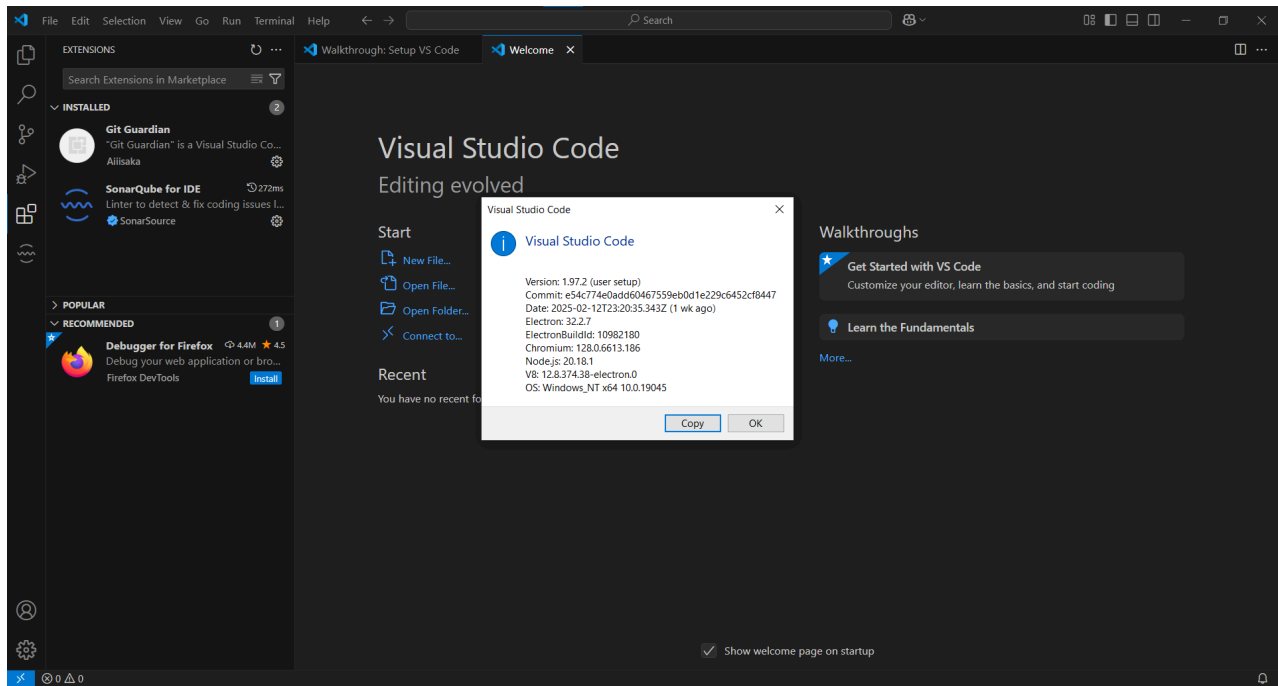 File Edit Selection View Go Run Terminal Help
Search
EXTENSIONS
Walkthrough: Setup VS Code
Welcome
Search Extensions in Marketplace
INSTALLED
2
Git Guardian
"Git Guardian" is a Visual Studio Co...
Aiiisaka
SonarQube for IDE 272ms
Linter to detect & fix coding issues l...
SonarSource
POPULAR
RECOMMENDED
1
Debugger for Firefox 4.4M 4.5
Debug your web application or bro...
Firefox DevTools
Install
Visual Studio Code
Editing evolved
Start
New File...
Open File...
Open Folder...
Connect to...
Recent
You have no recent fo
Visual Studio Code
Visual Studio Code
Version: 1.97.2 (user setup)
Commit: e54c774e0add60467559eb0d1e229c6452cf8447
Date: 2025-02-12T23:20:35.343Z (1 wk ago)
Electron: 32.2.7
ElectronBuildId: 10982180
Chromium: 128.0.6613.186
Node.js: 20.18.1
V8: 12.8.374.38-electron.0
OS: Windows_NT x64 10.0.19045
Copy
OK
Walkthroughs
Get Started with VS Code
Customize your editor, learn the basics, and start coding
Learn the Fundamentals
More...
Show welcome page on startup
0 0